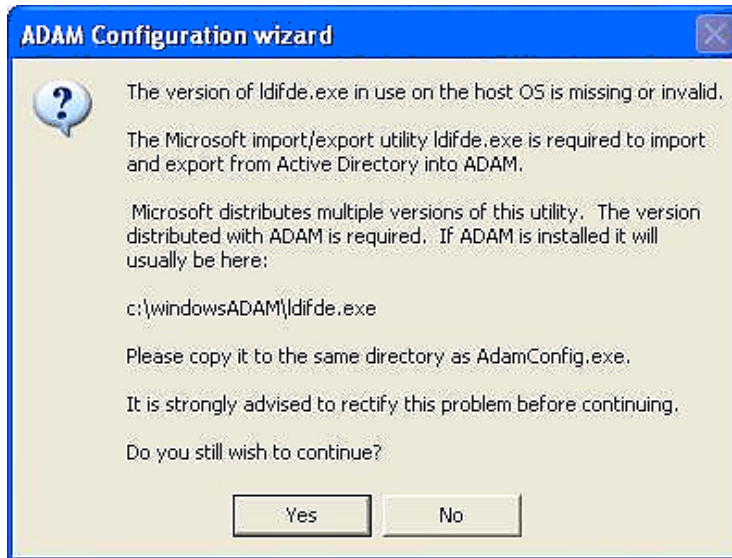 ADAM Configuration wizard
The version of ldifde.exe in use on the host OS is missing or invalid.
The Microsoft import/export utility ldifde.exe is required to import
and export from Active Directory into ADAM.
Microsoft distributes multiple versions of this utility. The version
distributed with ADAM is required. If ADAM is installed it will
usually be here:
c:\windowsADAM\ldifde.exe
Please copy it to the same directory as AdamConfig.exe.
It is strongly advised to rectify this problem before continuing.
Do you still wish to continue?
Yes No